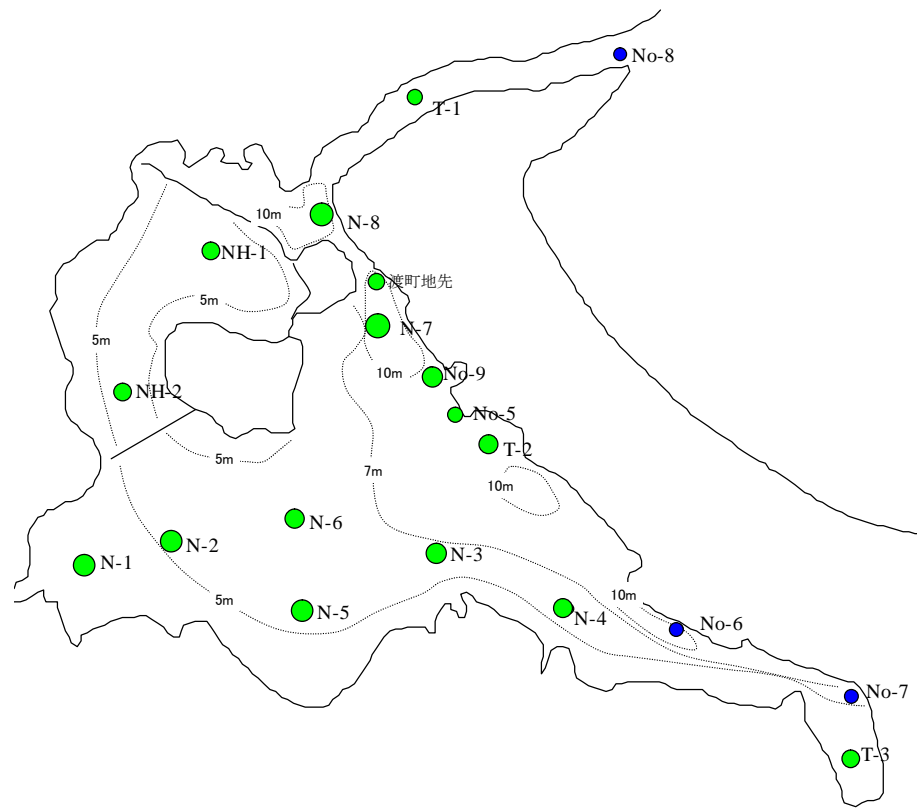 No-8
T-1
10m
N-8
NH-1
渡町地先
5m
N-7
5m
10m
No-9
NH-2
No-5
T-2
5m
7m
10m
N-6
N-2
N-3
N-1
10m
5m
N-5
N-4
No-6
No-7
T-3